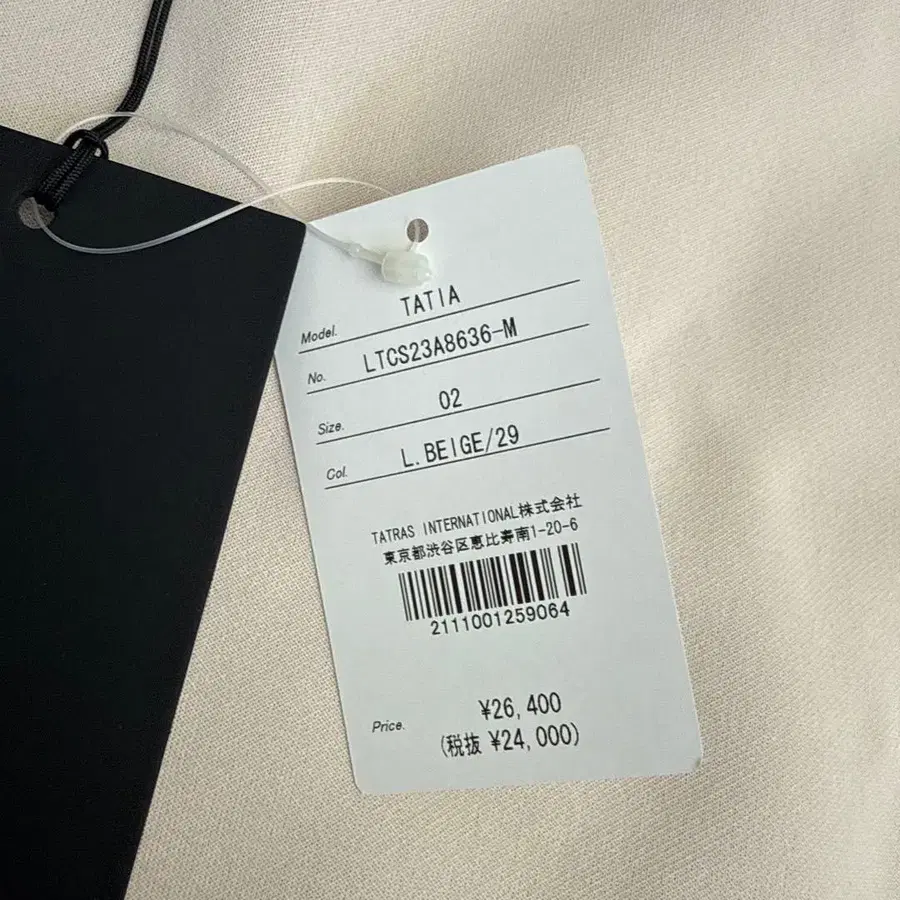 Model. TATIA
No. LTCS23A8636-M
Size. 02
Col. L.BEIGE/29
TATRAS INTERNATIONAL株式会社
東京都渋谷区恵比寿南1-20-6
2111001259064
Price. ¥26,400
(税抜 ¥24,000)